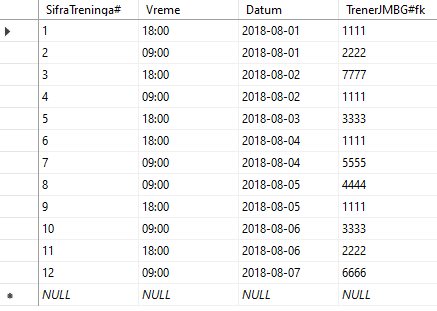 SifraTreninga# Vreme Datum TrenerJMBG#fk
1 18:00 2018-08-01 1111
2 09:00 2018-08-01 2222
3 18:00 2018-08-02 7777
4 09:00 2018-08-02 1111
5 18:00 2018-08-03 3333
6 18:00 2018-08-04 1111
7 09:00 2018-08-04 5555
8 09:00 2018-08-05 4444
9 18:00 2018-08-05 1111
10 09:00 2018-08-06 3333
11 18:00 2018-08-06 2222
12 09:00 2018-08-07 6666
NULL NULL NULL NULL